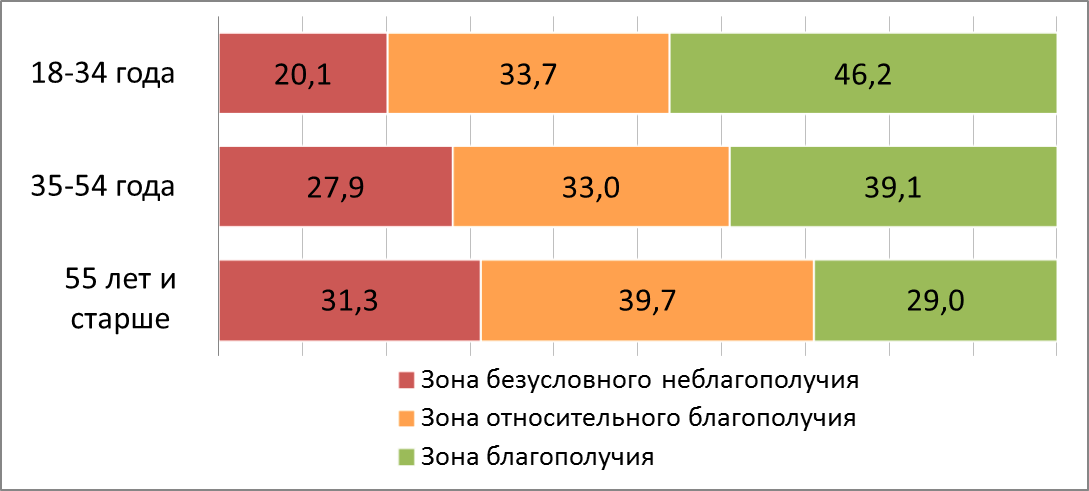 18-34 года
20,1
33,7
46,2
35-54 года
27,9
33,0
39,1
55 лет и
старше
31,3
39,7
29,0
Зона безусловного неблагополучия
Зона относительного благополучия
Зона благополучия